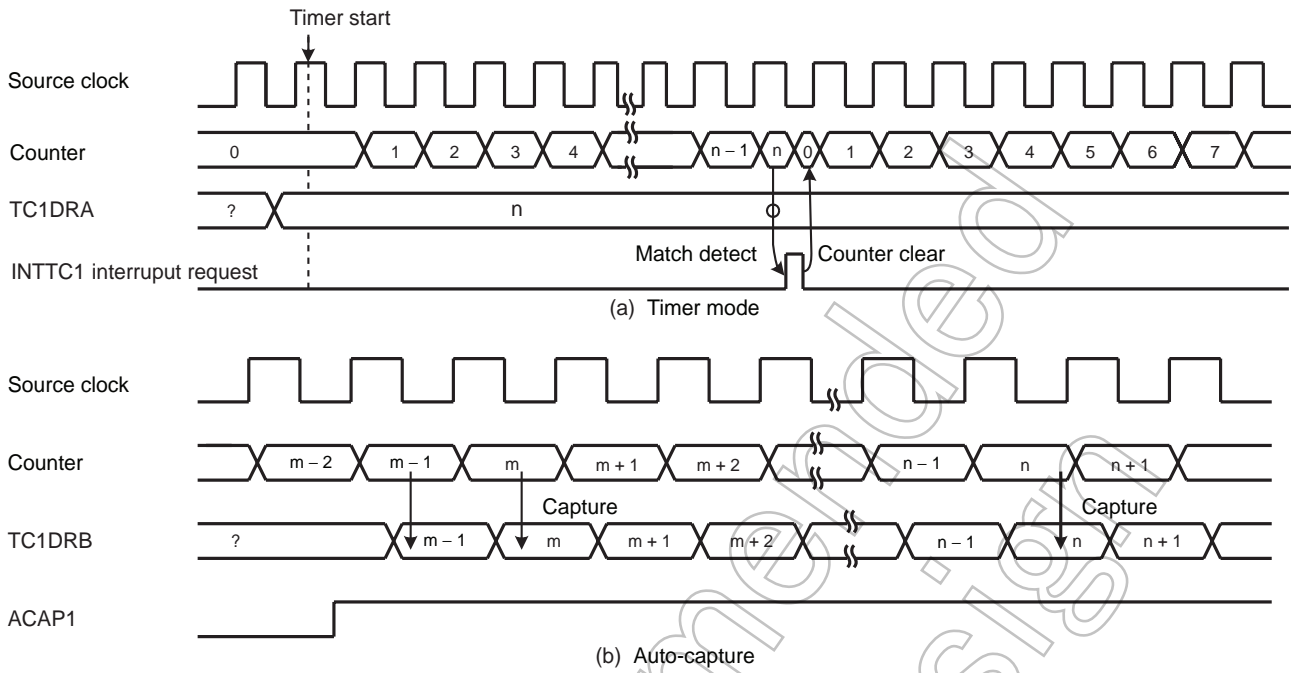 Timer start
Source clock
Counter 0 1 2 3 4 n – 1 n 0 1 2 3 4 5 6 7
TC1DRA ? n
Match detect Counter clear
INTTC1 interruput request
(a) Timer mode
Source clock
Counter m – 2 m – 1 m m + 1 m + 2 n – 1 n n + 1
Capture Capture
TC1DRB ? m – 1 m m + 1 m + 2 n – 1 n n + 1
ACAP1
(b) Auto-capture